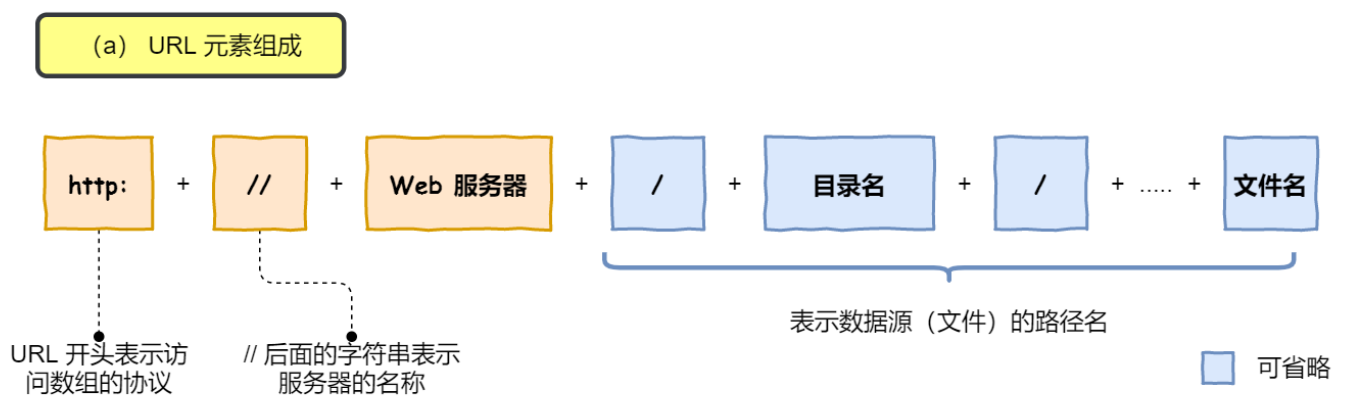 (a) URL 元素组成
http: + // + Web 服务器 + / + 目录名 + / + ..... + 文件名
表示数据源（文件）的路径名
URL 开头表示访
问数组的协议
// 后面的字符串表示
服务器的名称
可省略